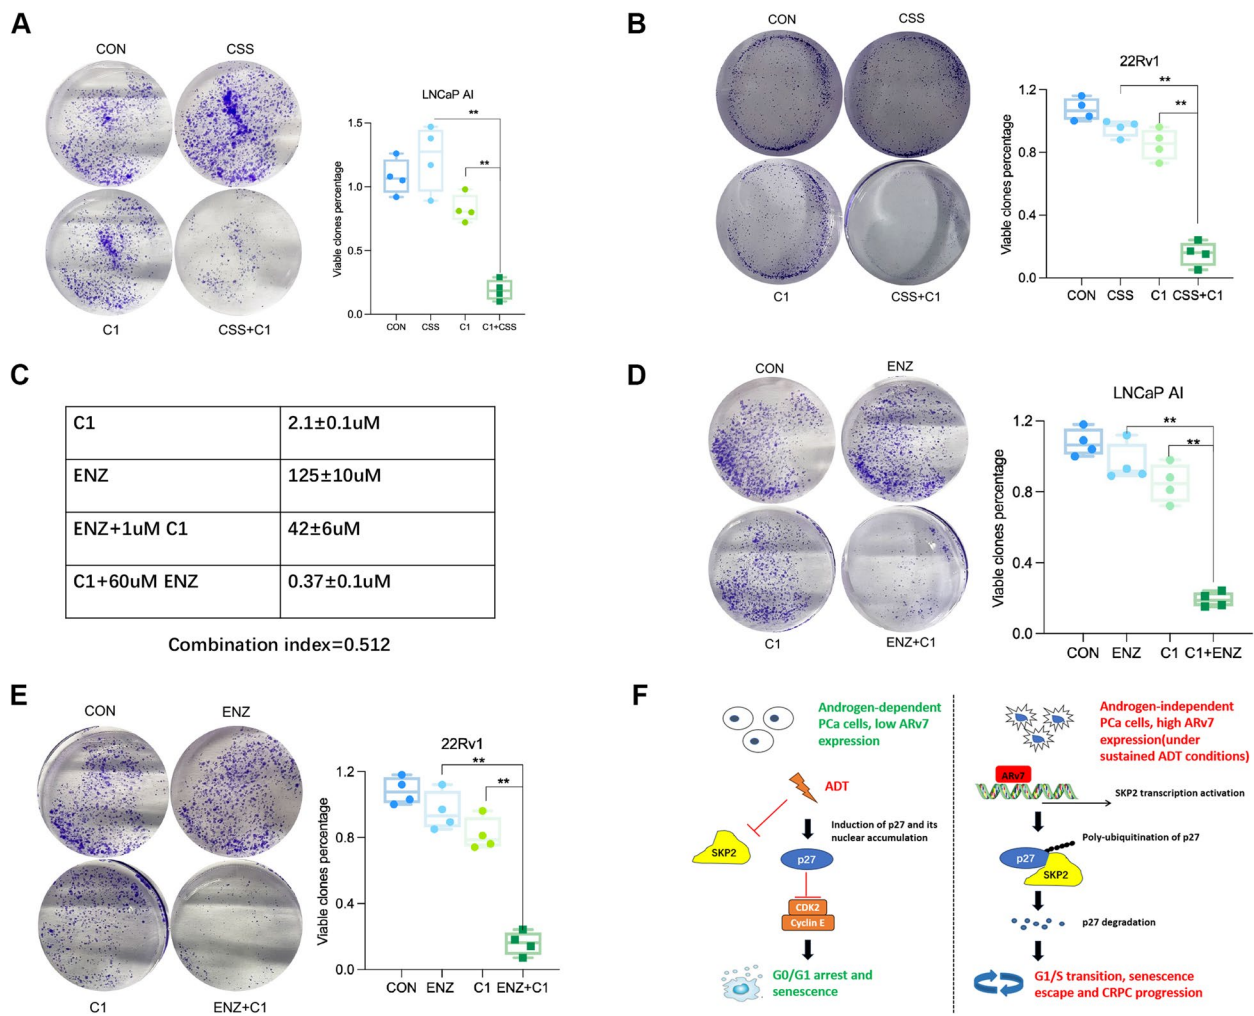 A
CON
CSS
C1
CSS+C1
LNCaP AI
**
**
Viable clones percentage
1.5
1.0
0.5
0.0
CON
CSS
C1
C1+CSS
B
CON
CSS
C1
CSS+C1
22Rv1
**
**
Viable clones percentage
1.2
0.8
0.4
0.0
CON
CSS
C1
CSS+C1
C
C1 2.1±0.1uM
ENZ 125±10uM
ENZ+1uM C1 42±6uM
C1+60uM ENZ 0.37±0.1uM
Combination index=0.512
D
CON
ENZ
C1
ENZ+C1
LNCaP AI
**
**
Viable clones percentage
1.2
0.8
0.4
0.0
CON
ENZ
C1
C1+ENZ
E
CON
ENZ
C1
ENZ+C1
22Rv1
**
**
Viable clones percentage
1.2
0.8
0.4
0.0
CON
ENZ
C1
ENZ+C1
F
Androgen-dependent
PCa cells, low ARv7
expression
ADT
SKP2
Induction of p27 and its
nuclear accumulation
p27
CDK2
Cyclin E
G0/G1 arrest and
senescence
Androgen-independent
PCa cells, high ARv7
expression(under
sustained ADT conditions)
ARv7
SKP2 transcription activation
Poly-ubiquitination of p27
p27
SKP2
p27 degradation
G1/S transition, senescence
escape and CRPC progression